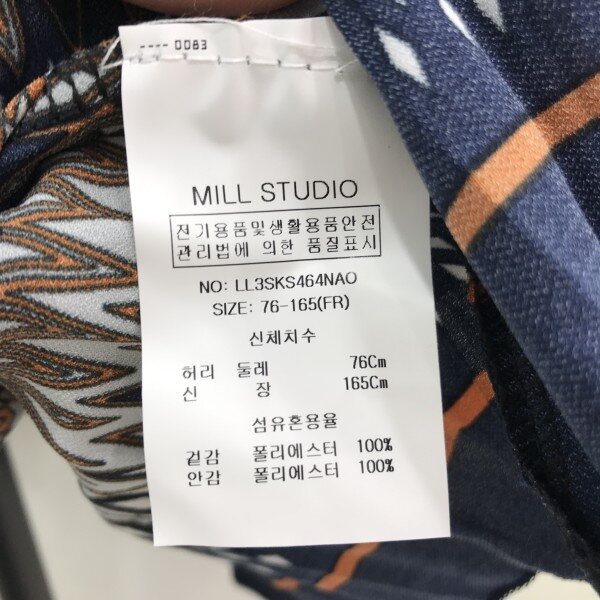 ---- 0083
MILL STUDIO
전기용품및생활용품안전
관리법에 의한 품질표시
NO: LL3SKS464NAO
SIZE: 76-165(FR)
신체치수
허리 둘레 76Cm
신 장 165Cm
섬유혼용율
겉감 폴리에스터 100%
안감 폴리에스터 100%